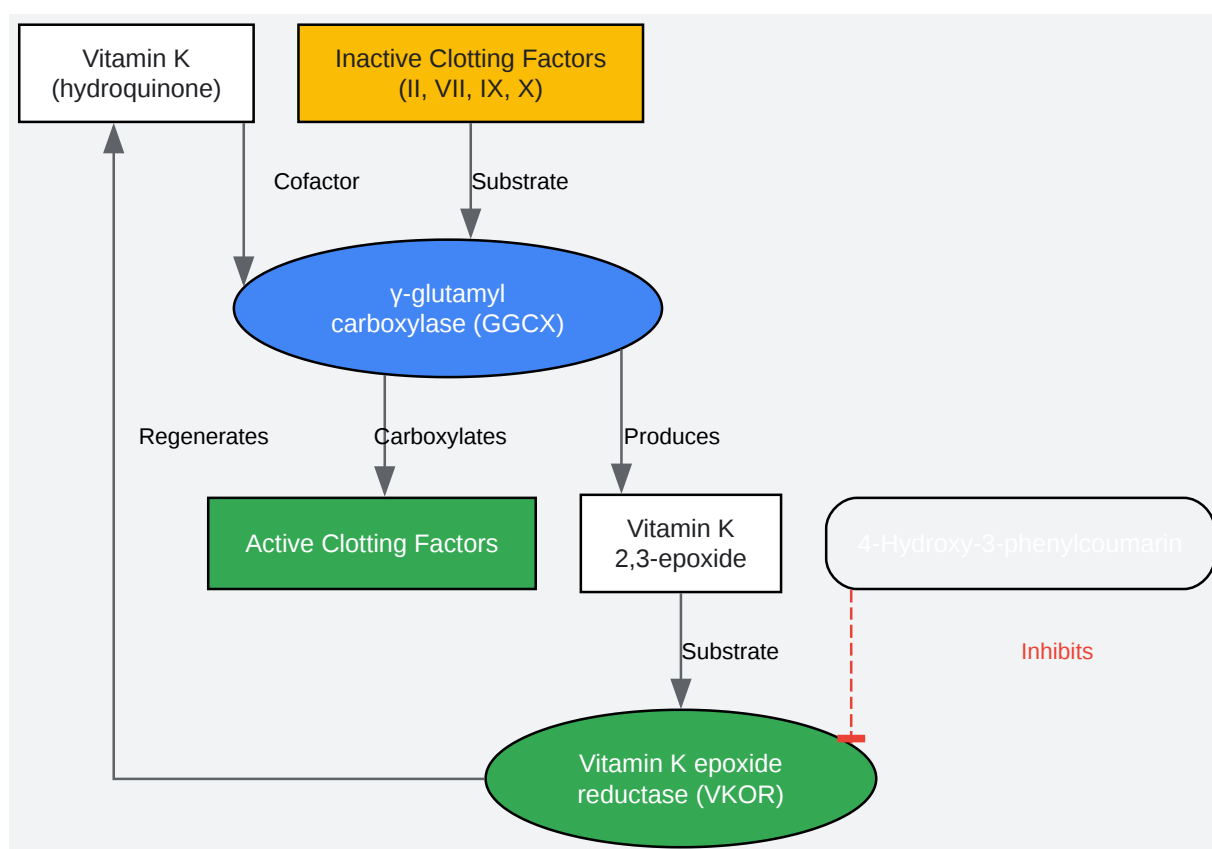 Vitamin K
(hydroquinone)
Inactive Clotting Factors
(II, VII, IX, X)
Cofactor
Substrate
γ-glutamyl
carboxylase (GGCX)
Regenerates
Carboxylates
Produces
Active Clotting Factors
Vitamin K
2,3-epoxide
4-Hydroxy-3-phenylcoumarin
Substrate
Inhibits
Vitamin K epoxide
reductase (VKOR)